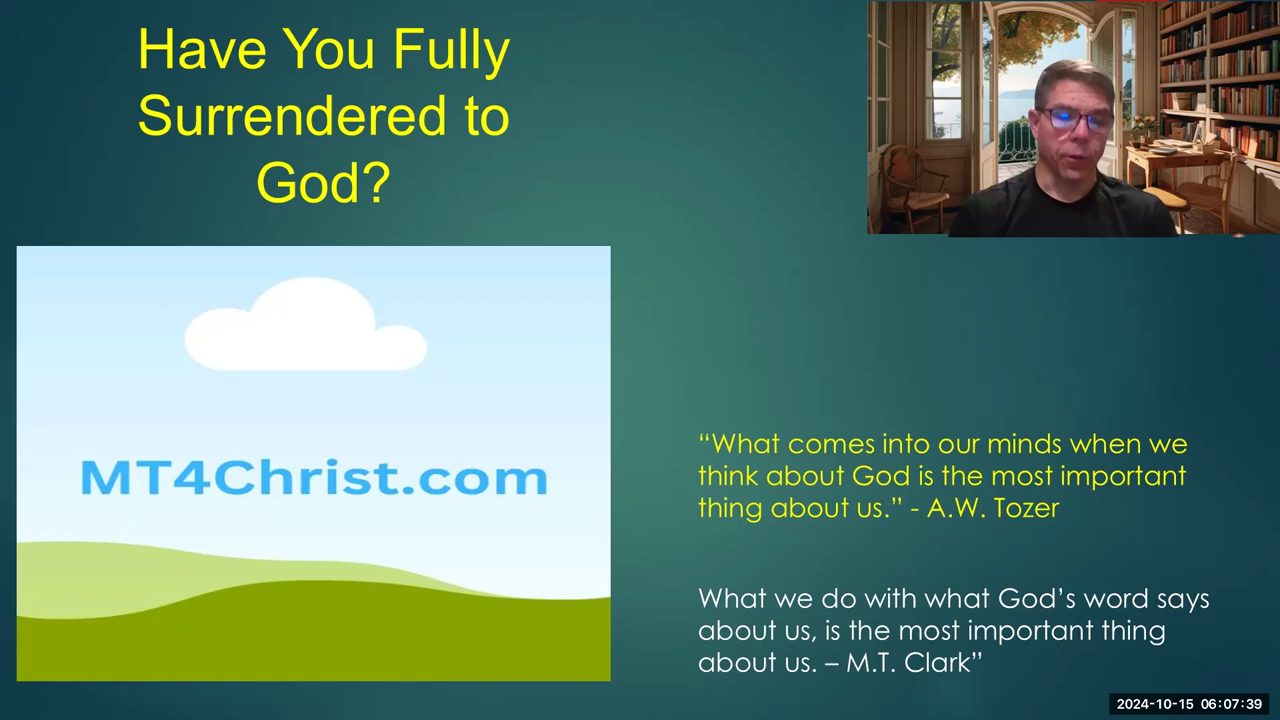 Have You Fully
Surrendered to
God?
MT4Christ.com
“What comes into our minds when we
think about God is the most important
thing about us.” - A.W. Tozer
What we do with what God’s word says
about us, is the most important thing
about us. – M.T. Clark”
2024-10-15 06:07:39